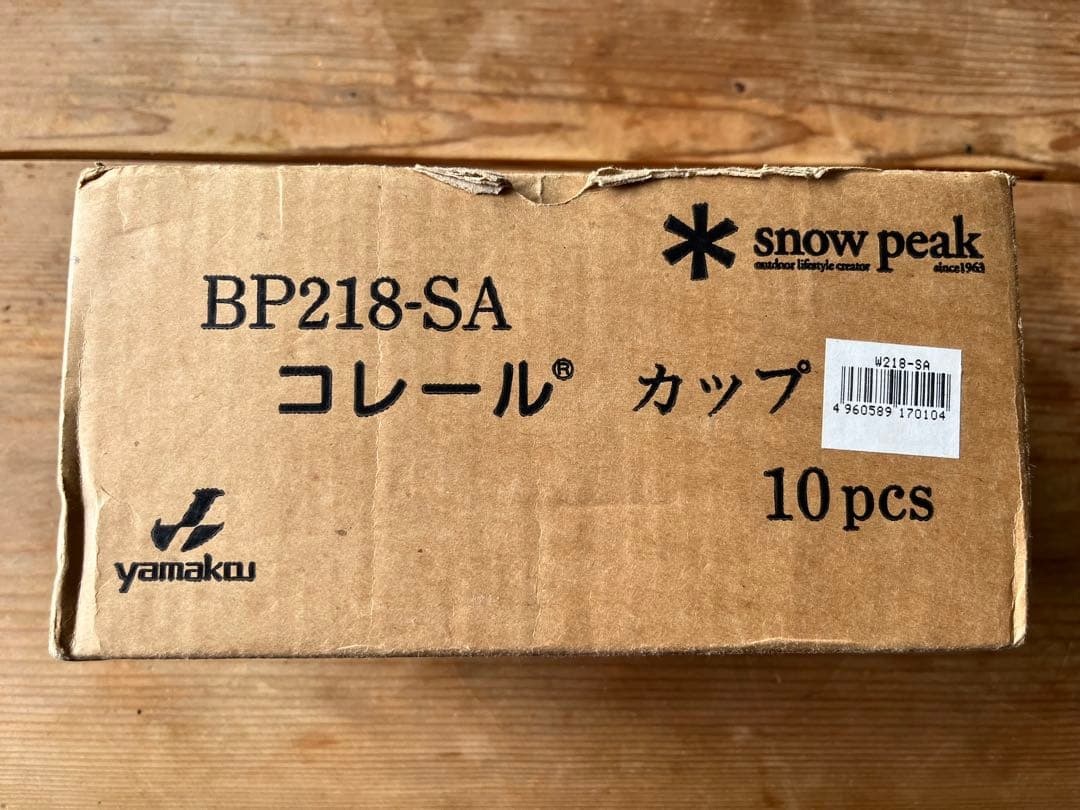 snow peak
outdoor lifestyle creator since1963
BP218-SA
コレール® カップ
W218-SA
4 960589 170104
10 pcs
yamakou